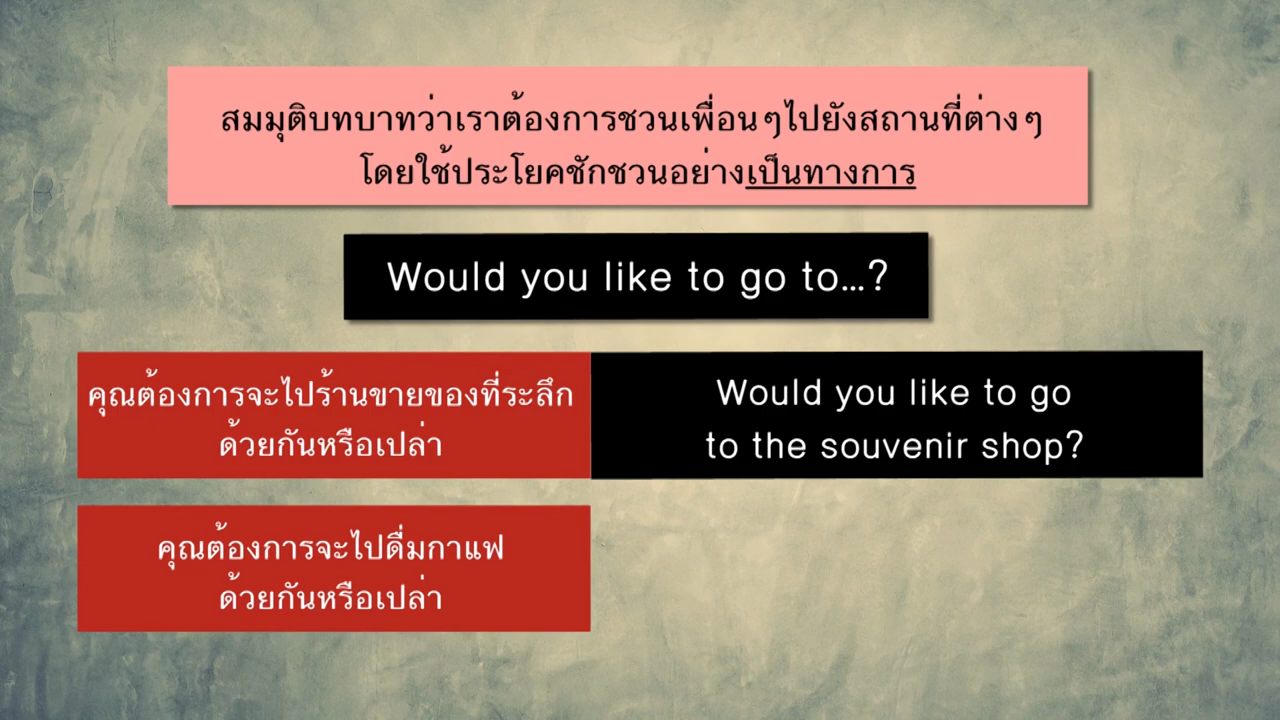 สมมุติบทบาทว่าเราต้องการชวนเพื่อนๆไปยังสถานที่ต่างๆ
โดยใช้ประโยคชักชวนอย่างเป็นทางการ
Would you like to go to...?
คุณต้องการจะไปร้านขายของที่ระลึก
ด้วยกันหรือเปล่า
Would you like to go
to the souvenir shop?
คุณต้องการจะไปดื่มกาแฟ
ด้วยกันหรือเปล่า